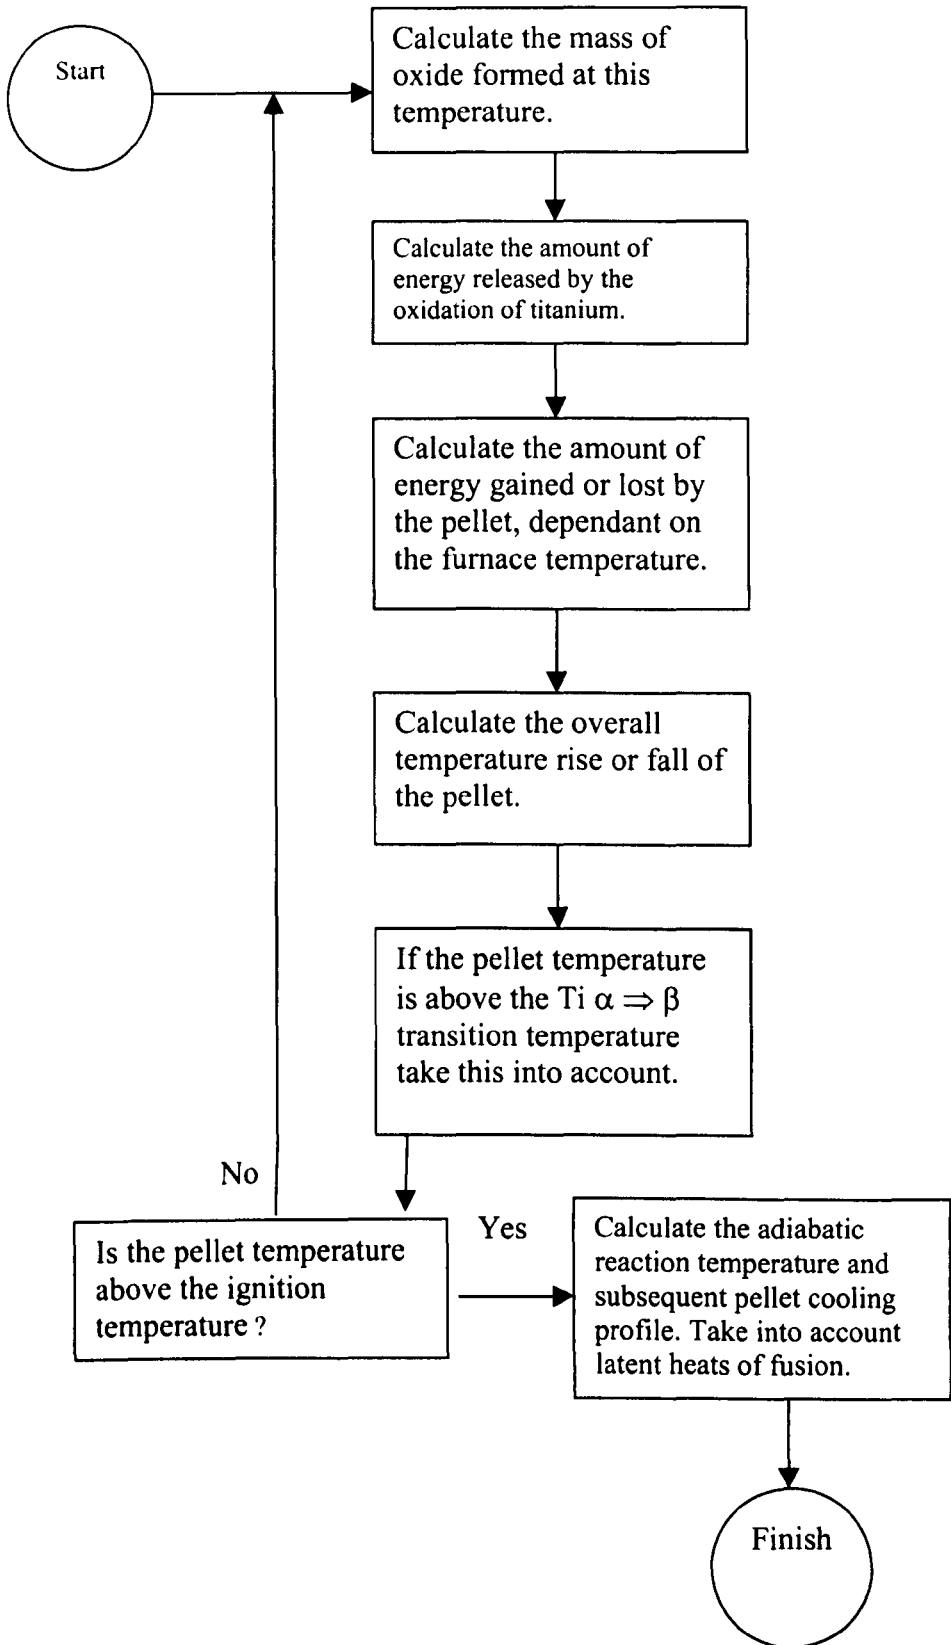 Start
Calculate the mass of
oxide formed at this
temperature.
Calculate the amount of
energy released by the
oxidation of titanium.
Calculate the amount of
energy gained or lost by
the pellet, dependant on
the furnace temperature.
Calculate the overall
temperature rise or fall of
the pellet.
If the pellet temperature
is above the Ti α ⇒ β
transition temperature
take this into account.
No
Is the pellet temperature
above the ignition
temperature ?
Yes
Calculate the adiabatic
reaction temperature and
subsequent pellet cooling
profile. Take into account
latent heats of fusion.
Finish